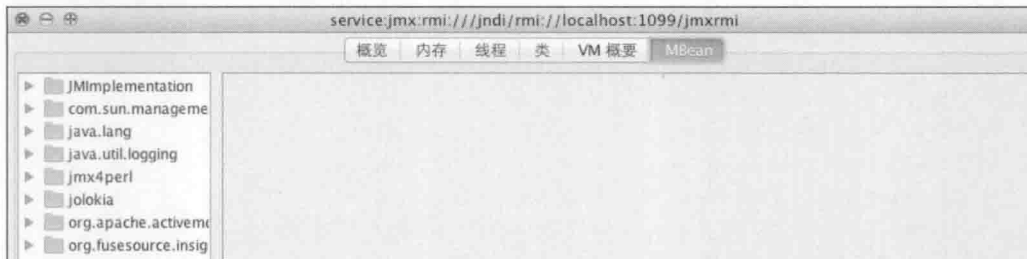 service:jmx:rmi:///jndi/rmi://localhost:1099/jmxrmi
概览 内存 线程 类 VM 概要 MBean
JMImplementation
com.sun.manageme
java.lang
java.util.logging
jmx4perl
jolokia
org.apache.activemc
org.fusesource.insig